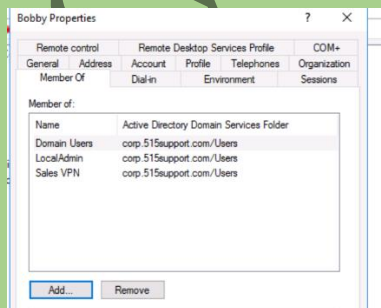 Bobby Properties
? X
Remote control Remote Desktop Services Profile COM+
General Address Account Profile Telephones Organization
Member Of Dial-in Environment Sessions
Member of:
Name Active Directory Domain Services Folder
Domain Users corp.515support.com/Users
LocalAdmin corp.515support.com/Users
Sales VPN corp.515support.com/Users
Add... Remove